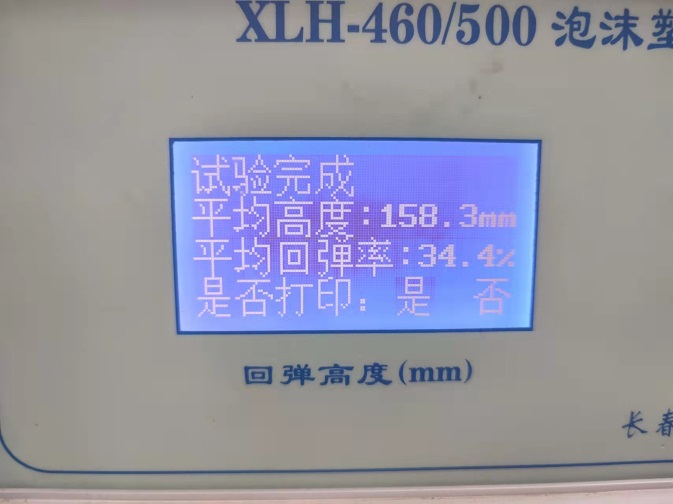 XLH-460/500 泡沫塑
试验完成
平均高度:158.3mm
平均回弹率:34.4%
是否打印: 是 否
回弹高度(mm)
长春